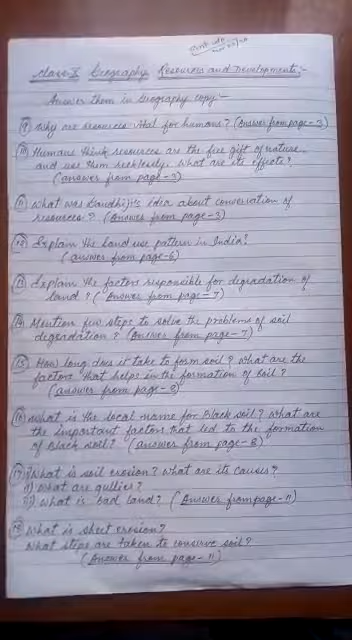 Class-X Geography Resources and Developments:-
Answer them in Geography copy:-
9) Why are resources vital for humans? (Answer from page-3)
10) Humans think resources are the free gift of nature
and use them recklessly. What are its effects?
(answer from page-3)
11) What was Gandhiji's idea about conservation of
resources? (Answer from page-3)
12) Explain the land use pattern in India?
(answer from page-6)
13) Explain the factors responsible for degradation of
land? (Answer from page-7)
14) Mention few steps to solve the problems of soil
degradation? (Answer from page-7)
15) How long does it take to form soil? What are the
factors that helps in the formation of soil?
(answer from page-8)
16) What is the local name for Black soil? What are
the important factors that led to the formation
of Black soil? (answer from page-8)
17) i) What is soil erosion? What are its causes?
ii) What are gullies?
iii) What is bad land? (Answer from page-11)
18) What is sheet erosion?
What steps are taken to conserve soil?
(Answer from page-11)